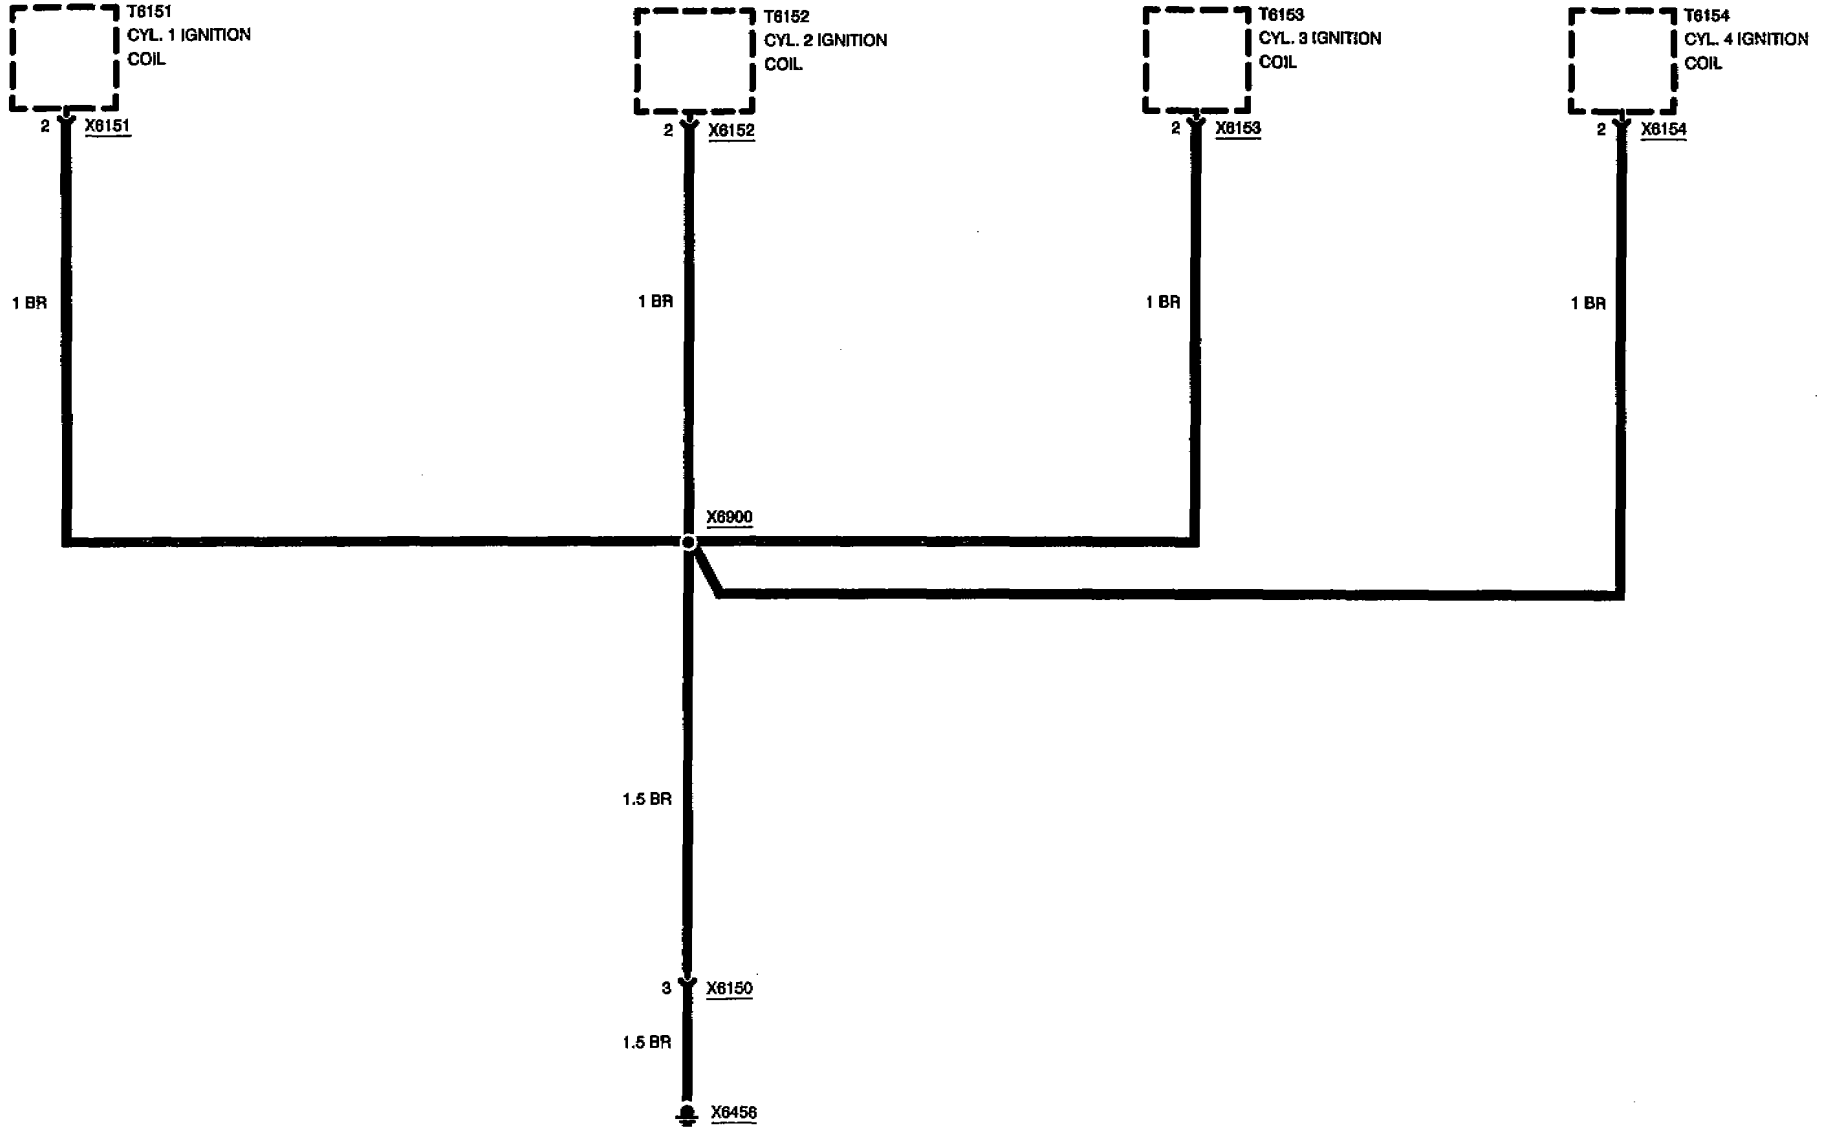 T6151
CYL. 1 IGNITION
COIL
2
X6151
T6152
CYL. 2 IGNITION
COIL
2
X6152
T6153
CYL. 3 IGNITION
COIL
2
X6153
T6154
CYL. 4 IGNITION
COIL
2
X6154
1 BR
1 BR
1 BR
1 BR
X6900
1.5 BR
3
X6150
1.5 BR
X6456